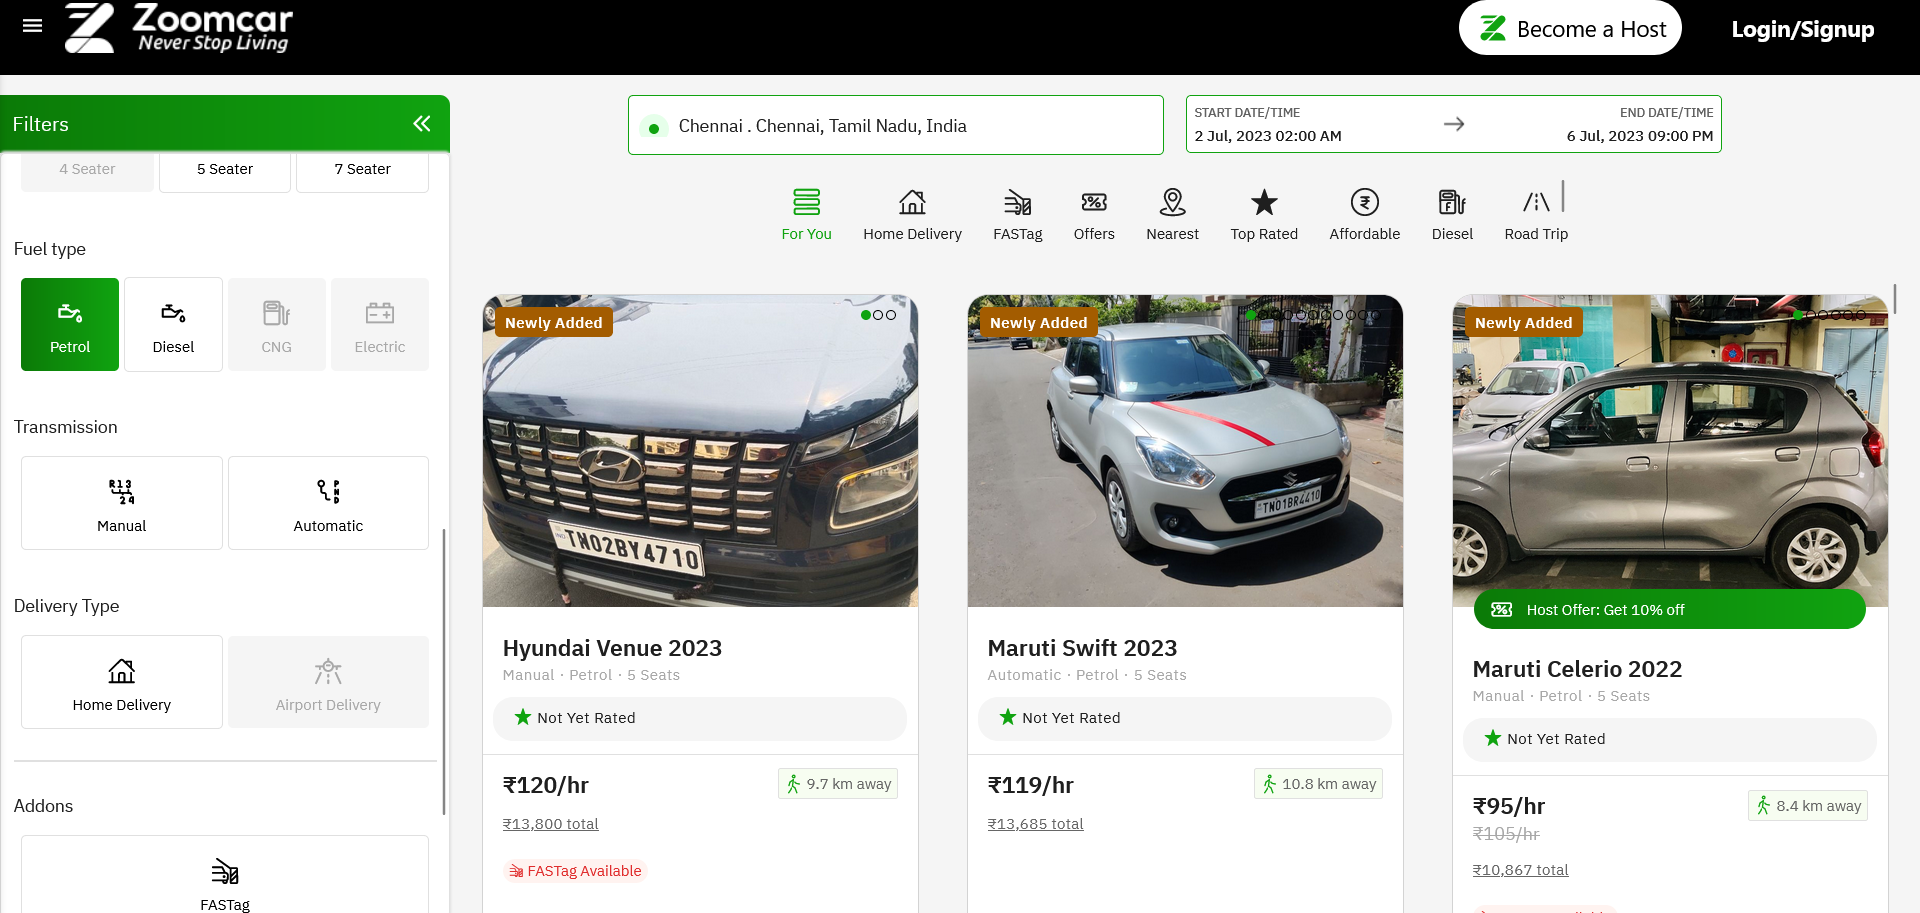 Zoomcar
Never Stop Living
Become a Host
Login/Signup
Filters
4 Seater
5 Seater
7 Seater
Fuel type
Petrol
Diesel
CNG
Electric
Transmission
Manual
Automatic
Delivery Type
Home Delivery
Airport Delivery
Addons
FASTag
Chennai . Chennai, Tamil Nadu, India
START DATE/TIME
2 Jul, 2023 02:00 AM
END DATE/TIME
6 Jul, 2023 09:00 PM
For You
Home Delivery
FASTag
Offers
Nearest
Top Rated
Affordable
Diesel
Road Trip
Newly Added
TN02BY4710
Hyundai Venue 2023
Manual · Petrol · 5 Seats
Not Yet Rated
₹120/hr
9.7 km away
₹13,800 total
FASTag Available
Newly Added
TN01BR4410
Maruti Swift 2023
Automatic · Petrol · 5 Seats
Not Yet Rated
₹119/hr
10.8 km away
₹13,685 total
Newly Added
Host Offer: Get 10% off
Maruti Celerio 2022
Manual · Petrol · 5 Seats
Not Yet Rated
₹95/hr
8.4 km away
₹105/hr
₹10,867 total